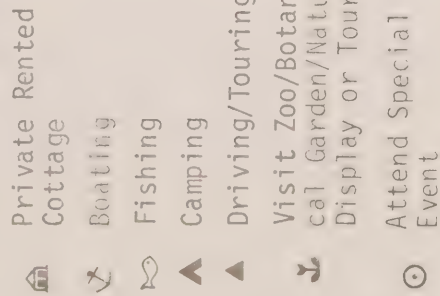 Private Rented
Cottage
Boating
Fishing
Camping
Driving/Touring
Visit Zoo/Botan
cal Garden/Natu
Display or Tour
Attend Special
Event